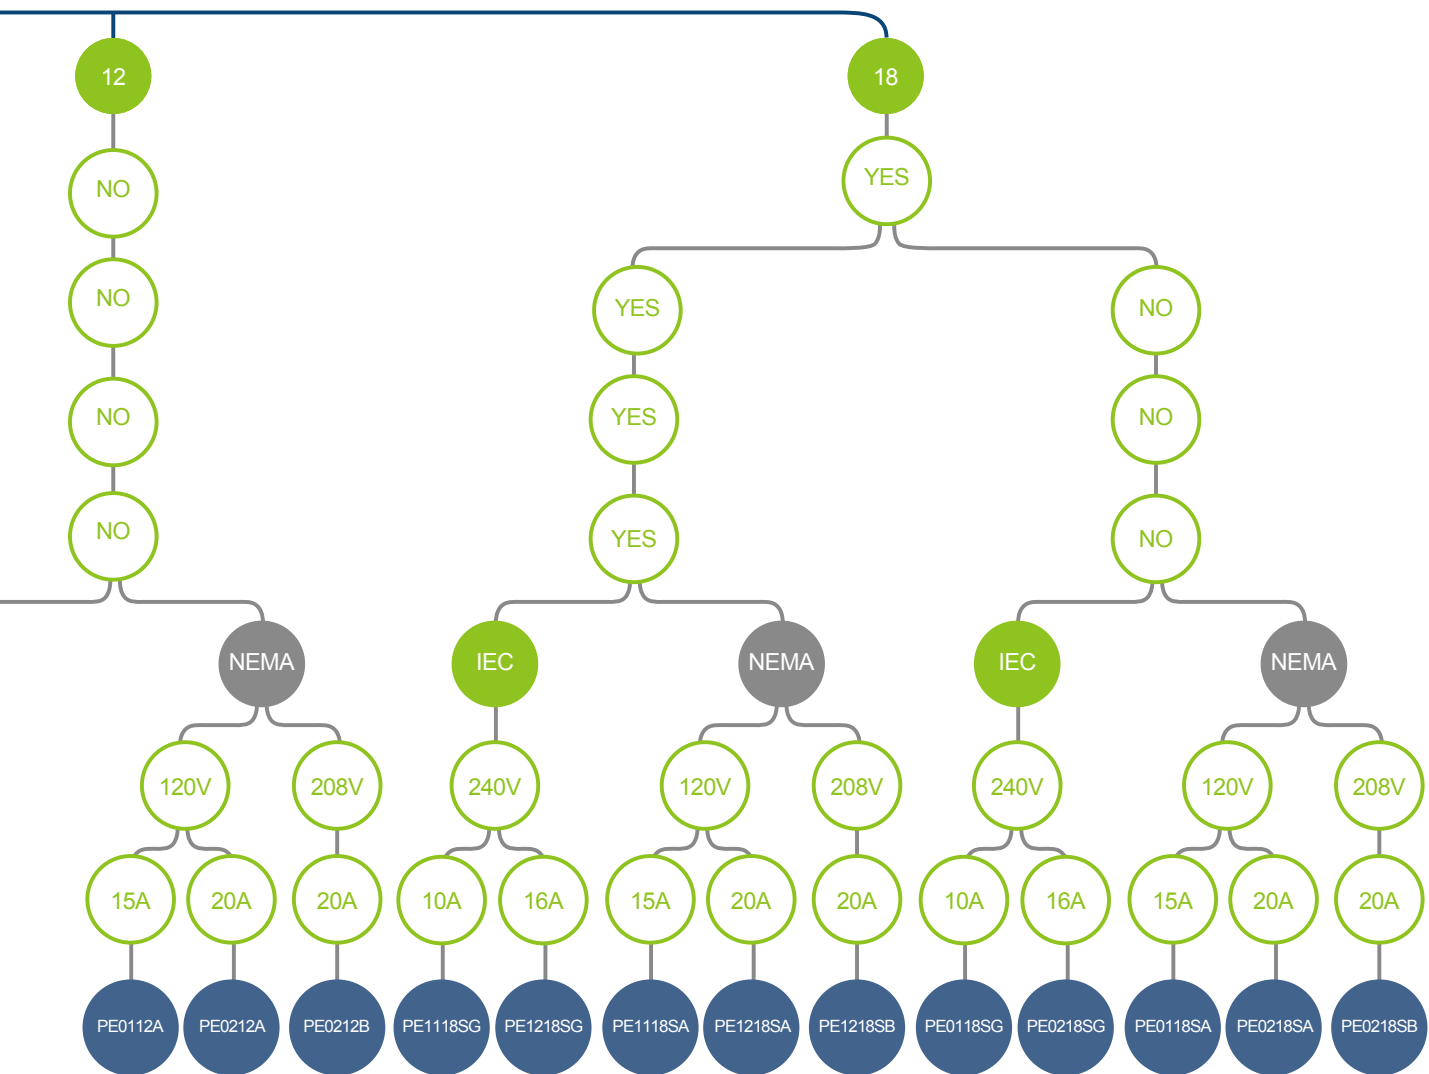 12
18
NO
YES
NO
YES
NO
NO
YES
NO
NO
YES
NO
NEMA
IEC
NEMA
IEC
NEMA
120V
208V
240V
120V
208V
240V
120V
208V
15A
20A
20A
10A
16A
15A
20A
20A
10A
16A
15A
20A
20A
PE0112A
PE0212A
PE0212B
PE1118SG
PE1218SG
PE1118SA
PE1218SA
PE1218SB
PE0118SG
PE0218SG
PE0118SA
PE0218SA
PE0218SB